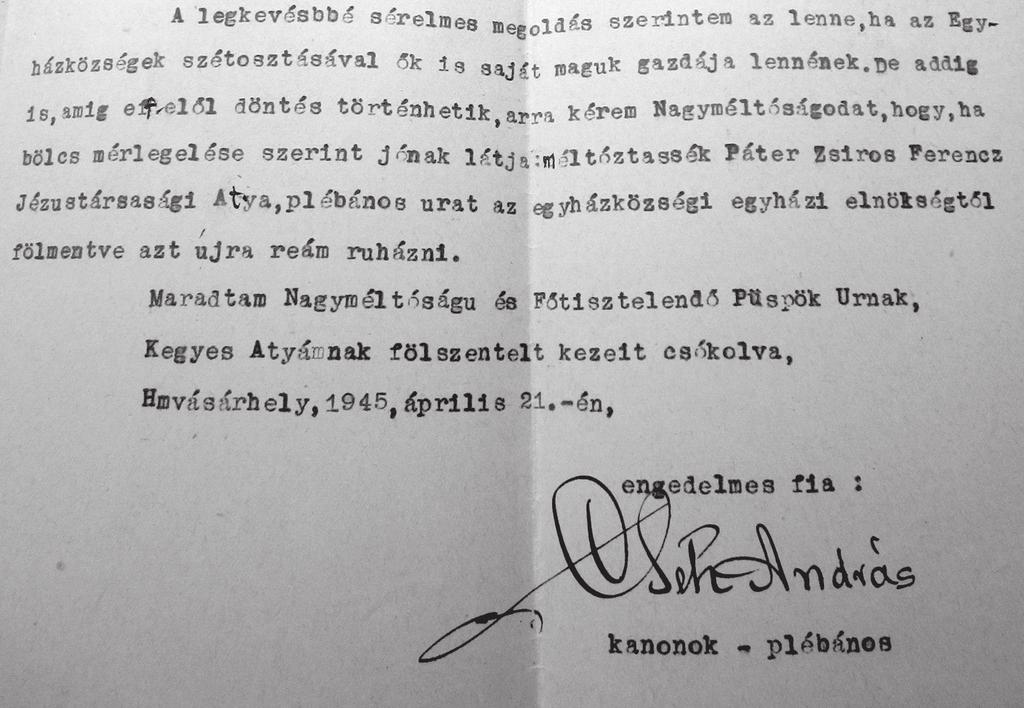 A legkevésbbé sérelmes megoldás szerintem az lenne,ha az Egy-
házközségek szétosztásával ők is saját maguk gazdája lennének.De addig
is,amig effelől döntés történhetik,arra kérem Nagyméltóságodat,hogy,ha
bölcs mérlegelése szerint jónak látja:méltóztassék Páter Zsiros Ferencz
Jézustársasági Atya,plébános urat az egyházközségi egyházi elnökségtől
fölmentve azt újra reám ruházni.
Maradtam Nagyméltóságu és Főtisztelendő Püspök Urnak,
Kegyes Atyámnak fölszentelt kezeit csókolva,
Hmvásárhely,1945,április 21.-én,
engedelmes fia :
András
kanonok - plébános